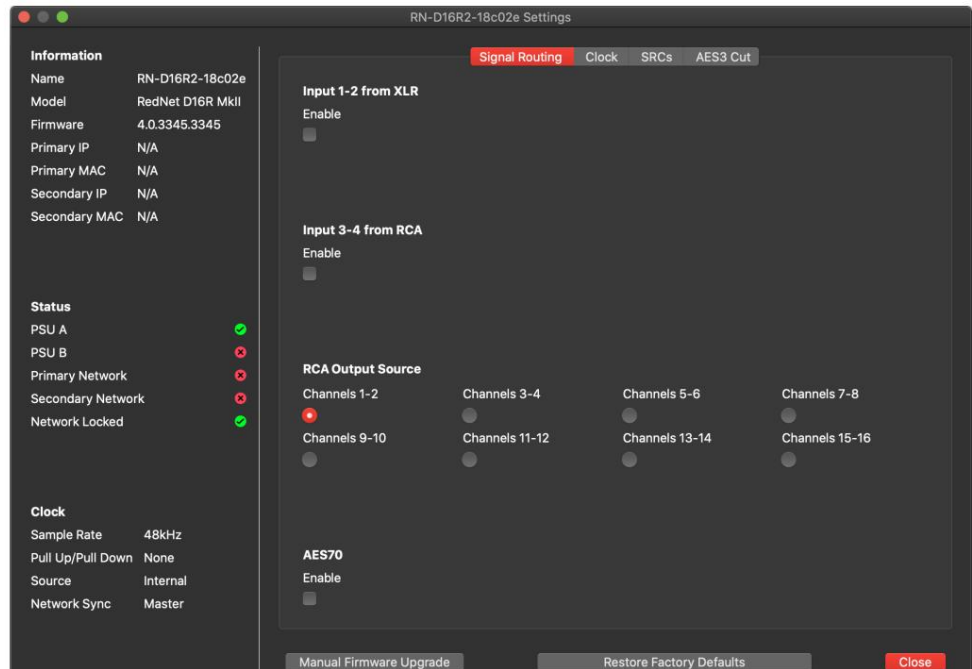 RN-D16R2-18c02e Settings
Information
Name RN-D16R2-18c02e
Model RedNet D16R MkII
Firmware 4.0.3345.3345
Primary IP N/A
Primary MAC N/A
Secondary IP N/A
Secondary MAC N/A
Status
PSU A
PSU B
Primary Network
Secondary Network
Network Locked
Clock
Sample Rate 48kHz
Pull Up/Pull Down None
Source Internal
Network Sync Master
Signal Routing Clock SRCs AES3 Cut
Input 1-2 from XLR
Enable
Input 3-4 from RCA
Enable
RCA Output Source
Channels 1-2 Channels 3-4 Channels 5-6 Channels 7-8
Channels 9-10 Channels 11-12 Channels 13-14 Channels 15-16
AES70
Enable
Manual Firmware Upgrade Restore Factory Defaults Close